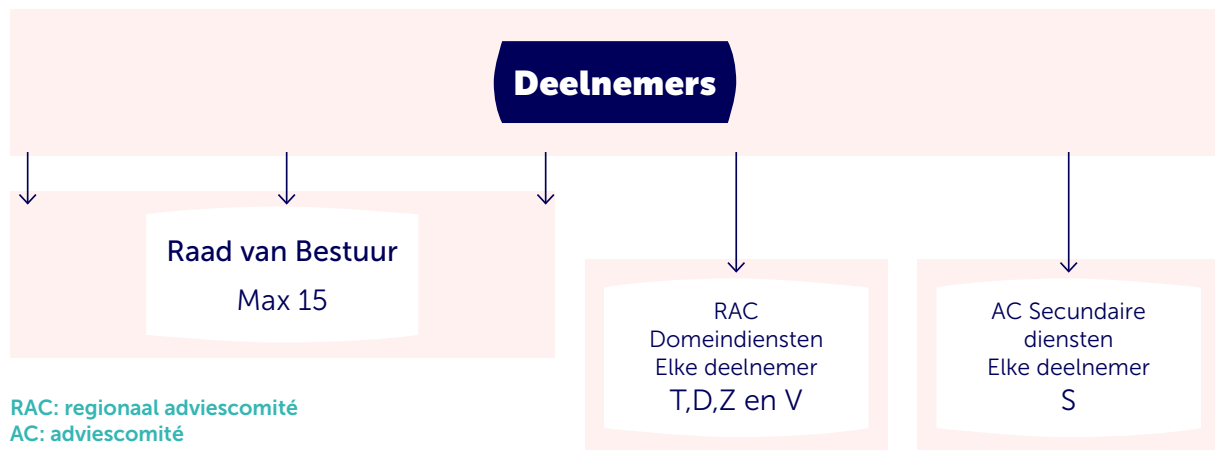 Deelnemers
Raad van Bestuur
Max 15
RAC
Domeindiensten
Elke deelnemer
T,D,Z en V
AC Secundaire
diensten
Elke deelnemer
S
RAC: regionaal adviescomité
AC: adviescomité